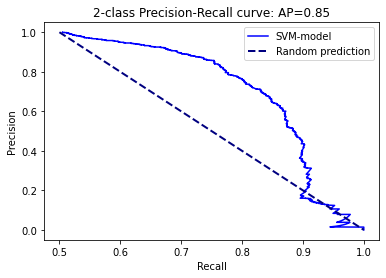 2-class Precision-Recall curve: AP=0.85
SVM-model
Random prediction
Precision
1.0
0.8
0.6
0.4
0.2
0.0
0.5 0.6 0.7 0.8 0.9 1.0
Recall